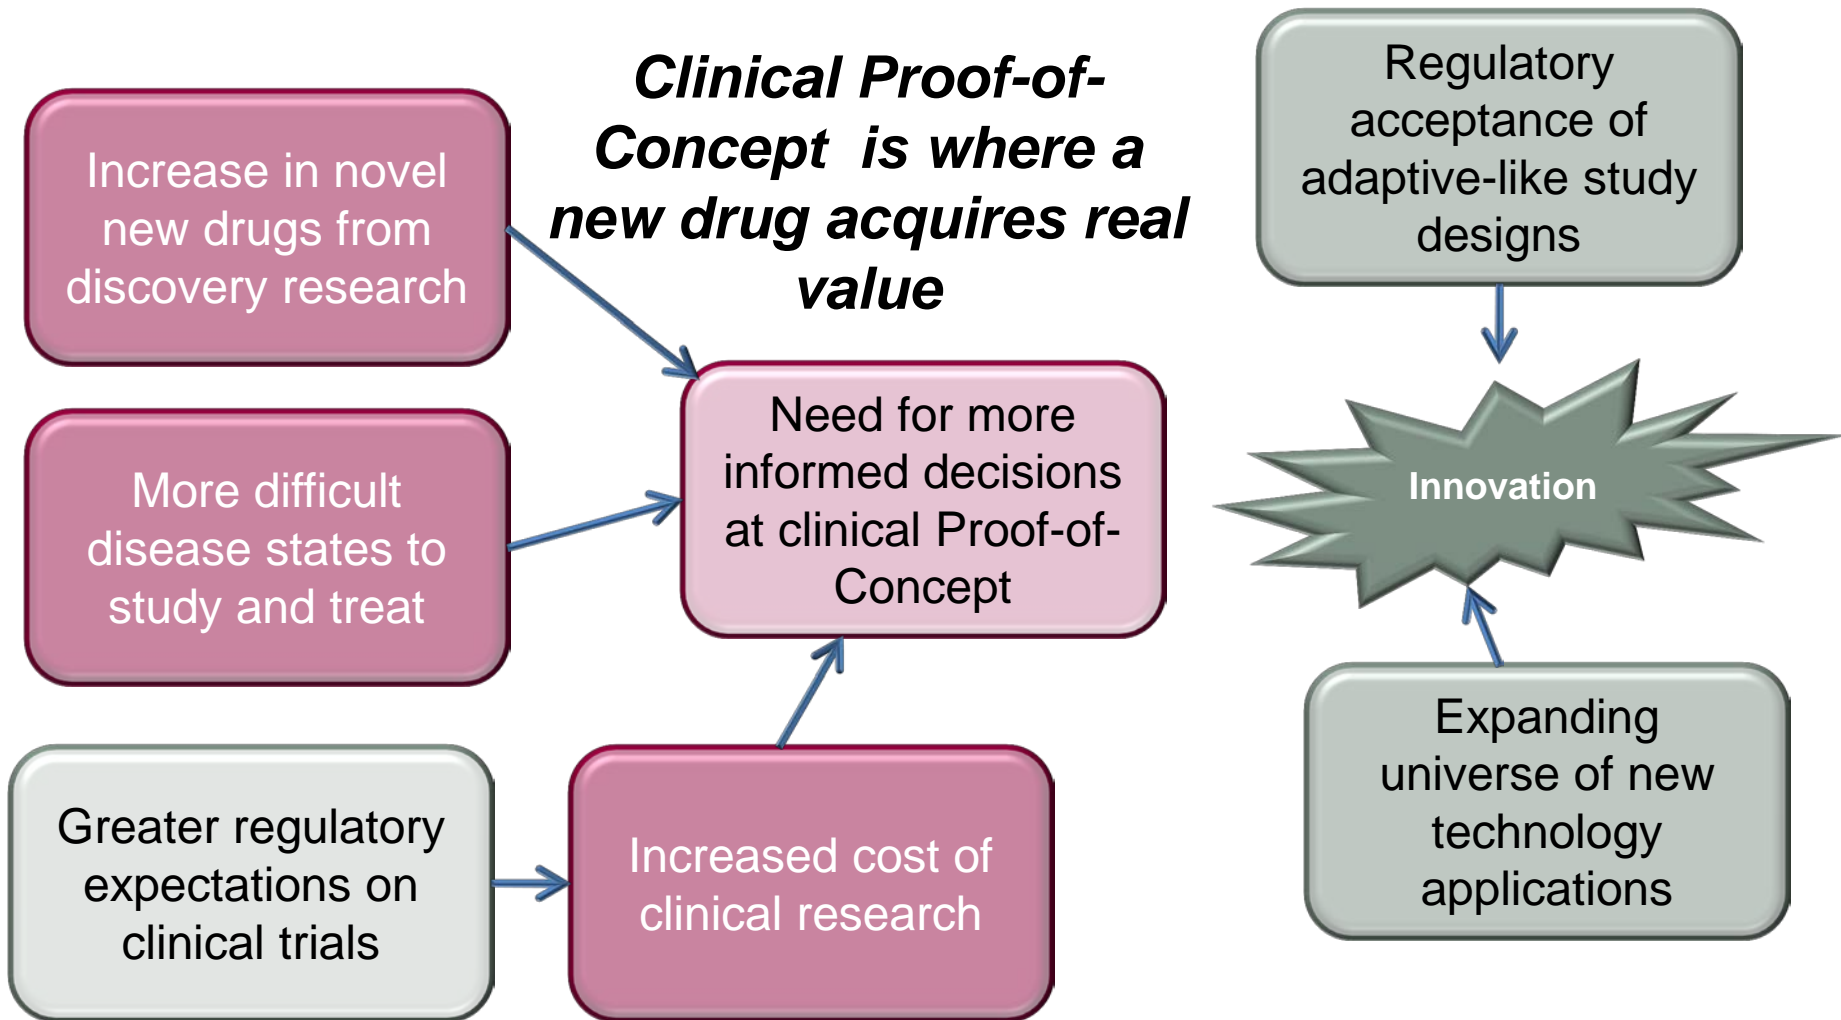 Clinical Proof-of-
Concept is where a
new drug acquires real
value
Increase in novel
new drugs from
discovery research
More difficult
disease states to
study and treat
Greater regulatory
expectations on
clinical trials
Increased cost of
clinical research
Need for more
informed decisions
at clinical Proof-of-
Concept
Regulatory
acceptance of
adaptive-like study
designs
Innovation
Expanding
universe of new
technology
applications